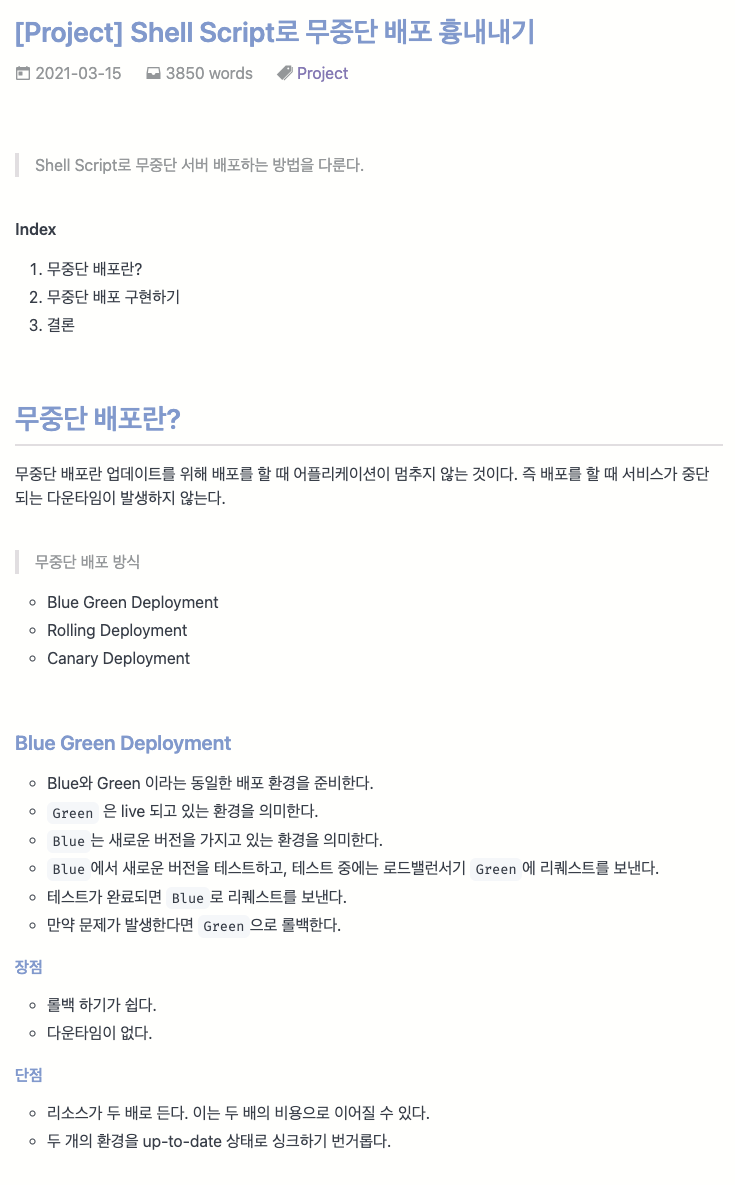 [Project] Shell Script로 무중단 배포 흉내내기
2021-03-15 3850 words Project
Shell Script로 무중단 서버 배포하는 방법을 다룬다.
Index
1. 무중단 배포란?
2. 무중단 배포 구현하기
3. 결론
무중단 배포란?
무중단 배포란 업데이트를 위해 배포를 할 때 어플리케이션이 멈추지 않는 것이다. 즉 배포를 할 때 서비스가 중단
되는 다운타임이 발생하지 않는다.
무중단 배포 방식
Blue Green Deployment
Rolling Deployment
Canary Deployment
Blue Green Deployment
Blue와 Green 이라는 동일한 배포 환경을 준비한다.
Green 은 live 되고 있는 환경을 의미한다.
Blue 는 새로운 버전을 가지고 있는 환경을 의미한다.
Blue 에서 새로운 버전을 테스트하고, 테스트 중에는 로드밸런서기 Green 에 리퀘스트를 보낸다.
테스트가 완료되면 Blue 로 리퀘스트를 보낸다.
만약 문제가 발생한다면 Green 으로 롤백한다.
장점
롤백 하기가 쉽다.
다운타임이 없다.
단점
리소스가 두 배로 든다. 이는 두 배의 비용으로 이어질 수 있다.
두 개의 환경을 up-to-date 상태로 싱크하기 번거롭다.